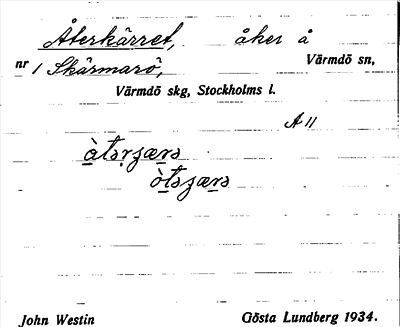 Återkärret, åker å
nr 1 Skärmarö, Värmdö sn,
Värmdö skg, Stockholms l.
A 11
John Westin Gösta Lundberg 1934.